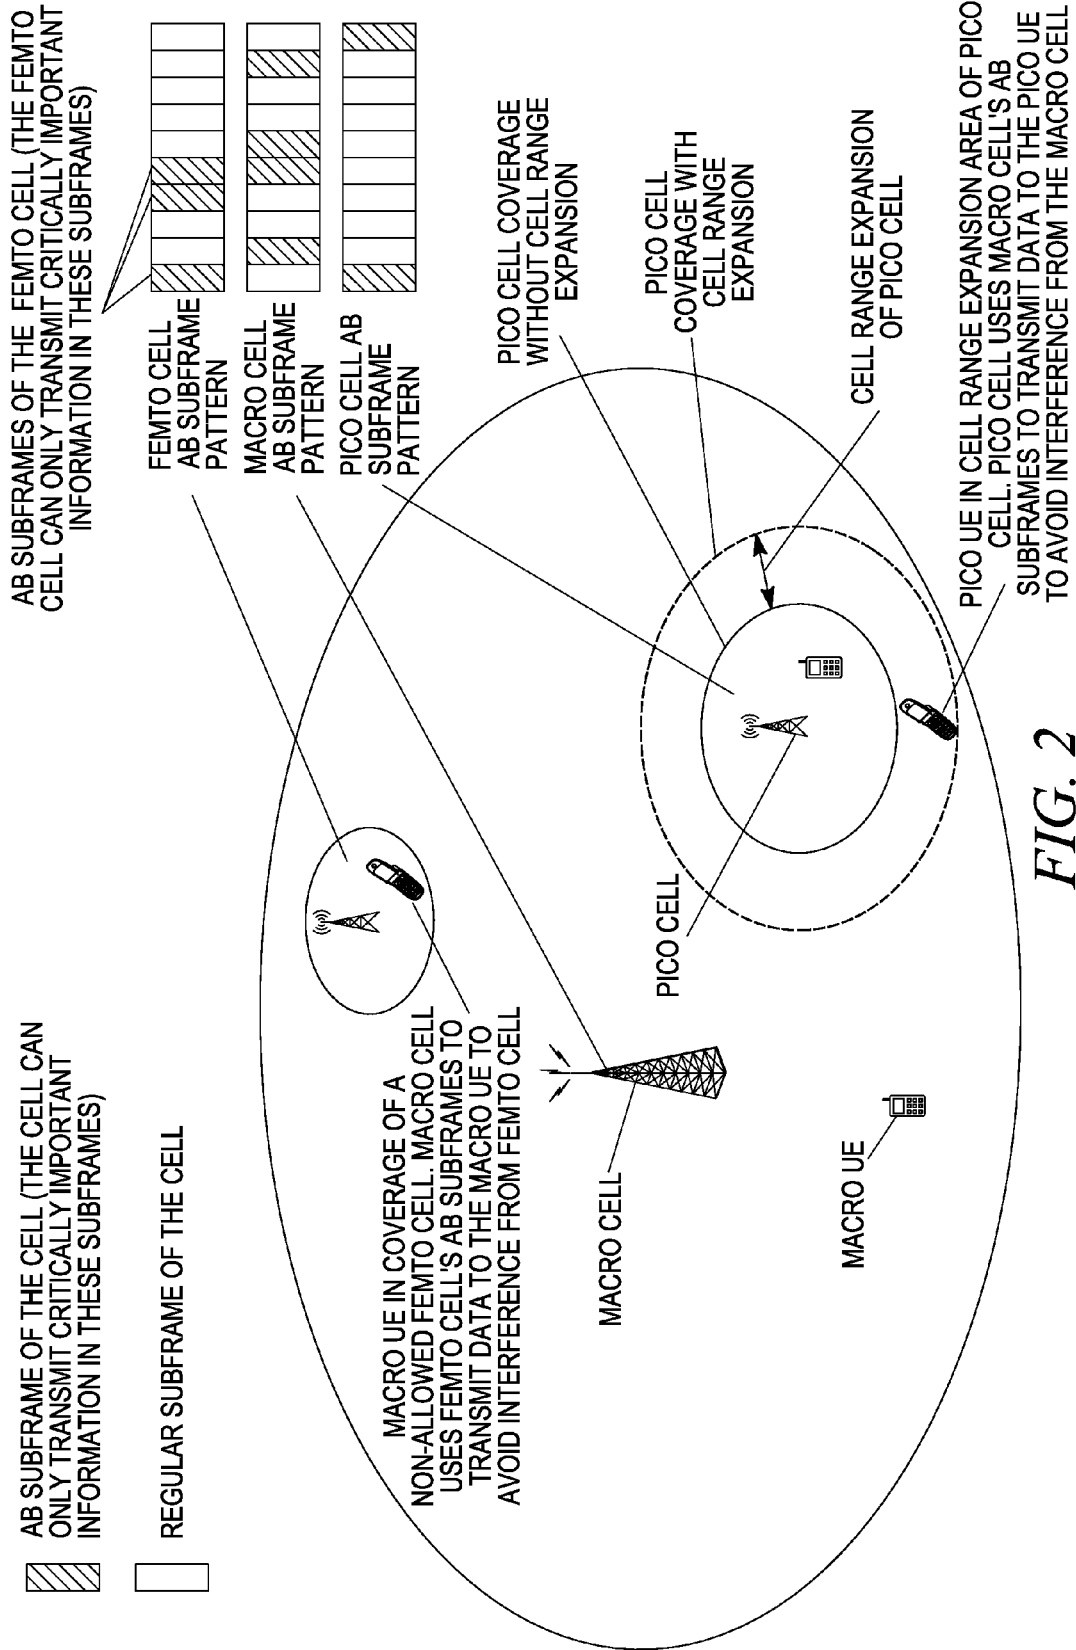 AB SUBFRAME OF THE CELL (THE CELL CAN
ONLY TRANSMIT CRITICALLY IMPORTANT
INFORMATION IN THESE SUBFRAMES)
REGULAR SUBFRAME OF THE CELL
AB SUBFRAMES OF THE FEMTO CELL (THE FEMTO
CELL CAN ONLY TRANSMIT CRITICALLY IMPORTANT
INFORMATION IN THESE SUBFRAMES)
FEMTO CELL
AB SUBFRAME
PATTERN
MACRO CELL
AB SUBFRAME
PATTERN
PICO CELL AB
SUBFRAME
PATTERN
MACRO UE IN COVERAGE OF A
NON-ALLOWED FEMTO CELL. MACRO CELL
USES FEMTO CELL'S AB SUBFRAMES TO
TRANSMIT DATA TO THE MACRO UE TO
AVOID INTERFERENCE FROM FEMTO CELL
PICO CELL COVERAGE
WITHOUT CELL RANGE
EXPANSION
PICO CELL
COVERAGE WITH
CELL RANGE
EXPANSION
MACRO CELL
PICO CELL
CELL RANGE EXPANSION
OF PICO CELL
MACRO UE
PICO UE IN CELL RANGE EXPANSION AREA OF PICO
CELL. PICO CELL USES MACRO CELL'S AB
SUBFRAMES TO TRANSMIT DATA TO THE PICO UE
TO AVOID INTERFERENCE FROM THE MACRO CELL
FIG. 2